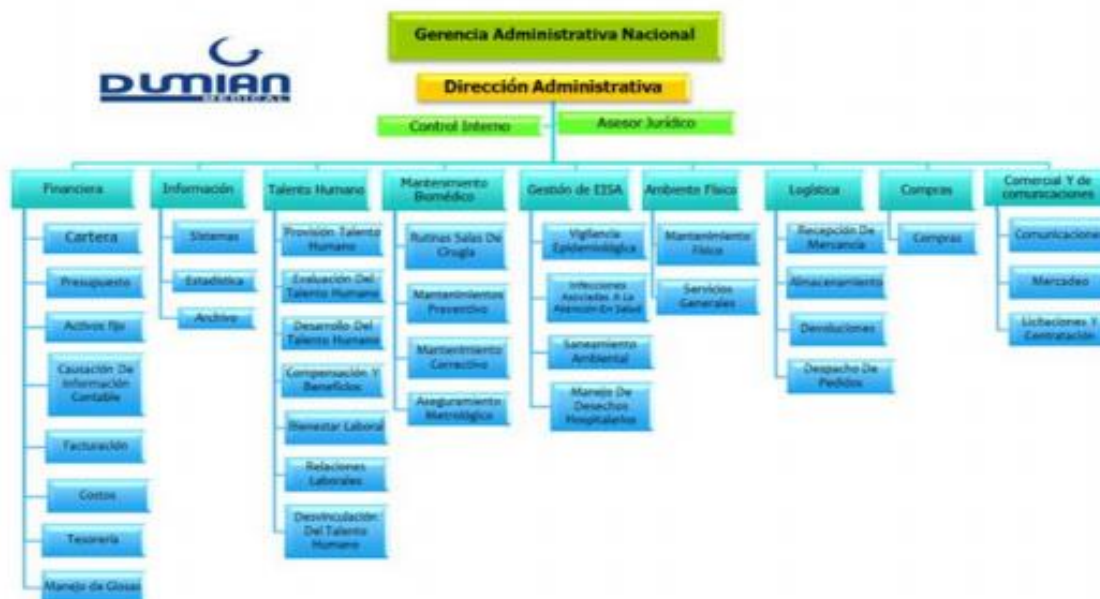 Gerencia Administrativa Nacional
DUMIAN
MEDICAL
Dirección Administrativa
Control Interno
Asesor Jurídico
Financiera
Cartera
Presupuesto
Activos fijo
Causación De
Información
Contable
Facturación
Costos
Tesorería
Manejo de Glosas
Información
Sistemas
Estadística
Archivo
Talento Humano
Provisión Talento
Humano
Evaluación Del
Talento Humano
Desarrollo Del
Talento Humano
Compensación Y
Beneficios
Bienestar Laboral
Relaciones
Laborales
Desvinculación
Del Talento
Humano
Mantenimiento
Biomédico
Rutinas Salas De
Cirugía
Mantenimientos
Preventivo
Mantenimiento
Correctivo
Aseguramiento
Metrológico
Gestión de EISA
Vigilancia
Epidemiológica
Infecciones
Asociadas A La
Atención En Salud
Saneamiento
Ambiental
Manejo De
Desechos
Hospitalarios
Ambiente Físico
Mantenimiento
Físico
Servicios
Generales
Logística
Recepción De
Mercancía
Almacenamiento
Devoluciones
Despacho De
Pedidos
Compras
Compras
Comercial Y de
comunicaciones
Comunicacione
Mercadeo
Licitaciones Y
Contratación